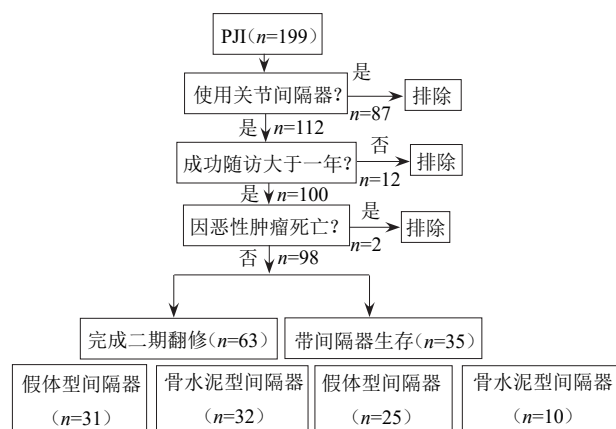 PJI（n=199）
是
使用关节间隔器？
排除
n=87
是
n=112
否
成功随访大于一年？
排除
n=12
是
n=100
是
因恶性肿瘤死亡？
排除
n=2
否
n=98
完成二期翻修（n=63）
带间隔器生存（n=35）
假体型间隔器
（n=31）
骨水泥型间隔器
（n=32）
假体型间隔器
（n=25）
骨水泥型间隔器
（n=10）